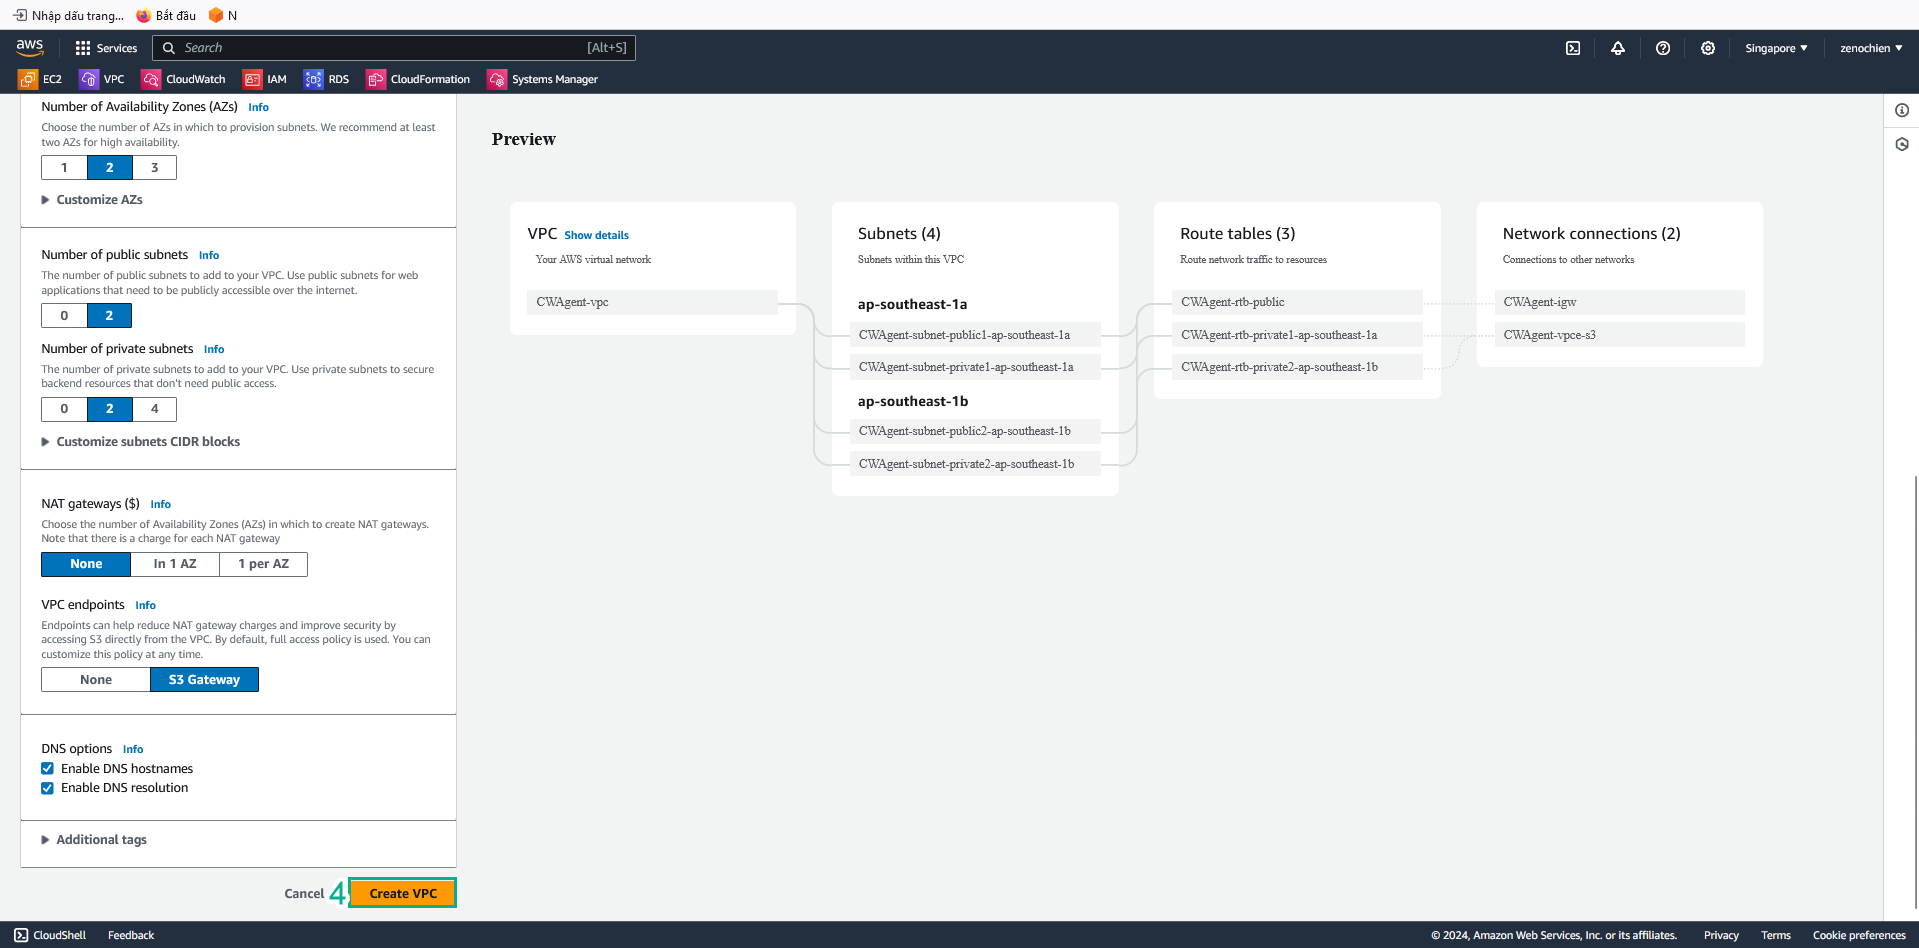 Nhập dấu trang... Bắt đầu N
aws Services Search [Alt+S] Singapore zenochien
EC2 VPC CloudWatch IAM RDS CloudFormation Systems Manager
Number of Availability Zones (AZs) Info
Choose the number of AZs in which to provision subnets. We recommend at least
two AZs for high availability.
1 2 3
Customize AZs
Number of public subnets Info
The number of public subnets to add to your VPC. Use public subnets for web
applications that need to be publicly accessible over the internet.
0 2
Number of private subnets Info
The number of private subnets to add to your VPC. Use private subnets to secure
backend resources that don't need public access.
0 2 4
Customize subnets CIDR blocks
NAT gateways ($) Info
Choose the number of Availability Zones (AZs) in which to create NAT gateways.
Note that there is a charge for each NAT gateway
None In 1 AZ 1 per AZ
VPC endpoints Info
Endpoints can help reduce NAT gateway charges and improve security by
accessing S3 directly from the VPC. By default, full access policy is used. You can
customize this policy at any time.
None S3 Gateway
DNS options Info
Enable DNS hostnames
Enable DNS resolution
Additional tags
Cancel 4 Create VPC
Preview
VPC Show details
Your AWS virtual network
CWAgent-vpc
Subnets (4)
Subnets within this VPC
ap-southeast-1a
CWAgent-subnet-public1-ap-southeast-1a
CWAgent-subnet-private1-ap-southeast-1a
ap-southeast-1b
CWAgent-subnet-public2-ap-southeast-1b
CWAgent-subnet-private2-ap-southeast-1b
Route tables (3)
Route network traffic to resources
CWAgent-rtb-public
CWAgent-rtb-private1-ap-southeast-1a
CWAgent-rtb-private2-ap-southeast-1b
Network connections (2)
Connections to other networks
CWAgent-igw
CWAgent-vpce-s3
CloudShell Feedback © 2024, Amazon Web Services, Inc. or its affiliates. Privacy Terms Cookie preferences